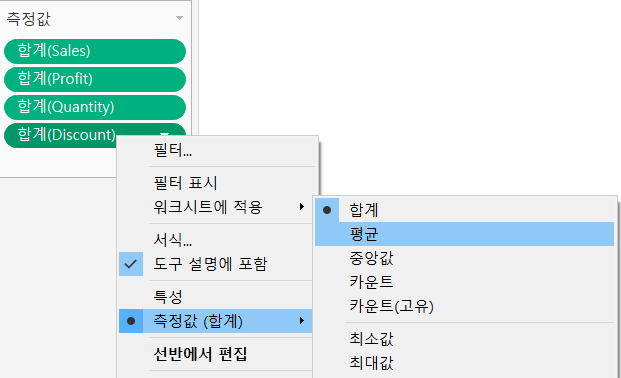 측정값
합계(Sales)
합계(Profit)
합계(Quantity)
합계(Discount)
필터...
필터 표시
워크시트에 적용
서식...
도구 설명에 포함
특성
측정값 (합계)
선반에서 편집
합계
평균
중앙값
카운트
카운트(고유)
최소값
최대값